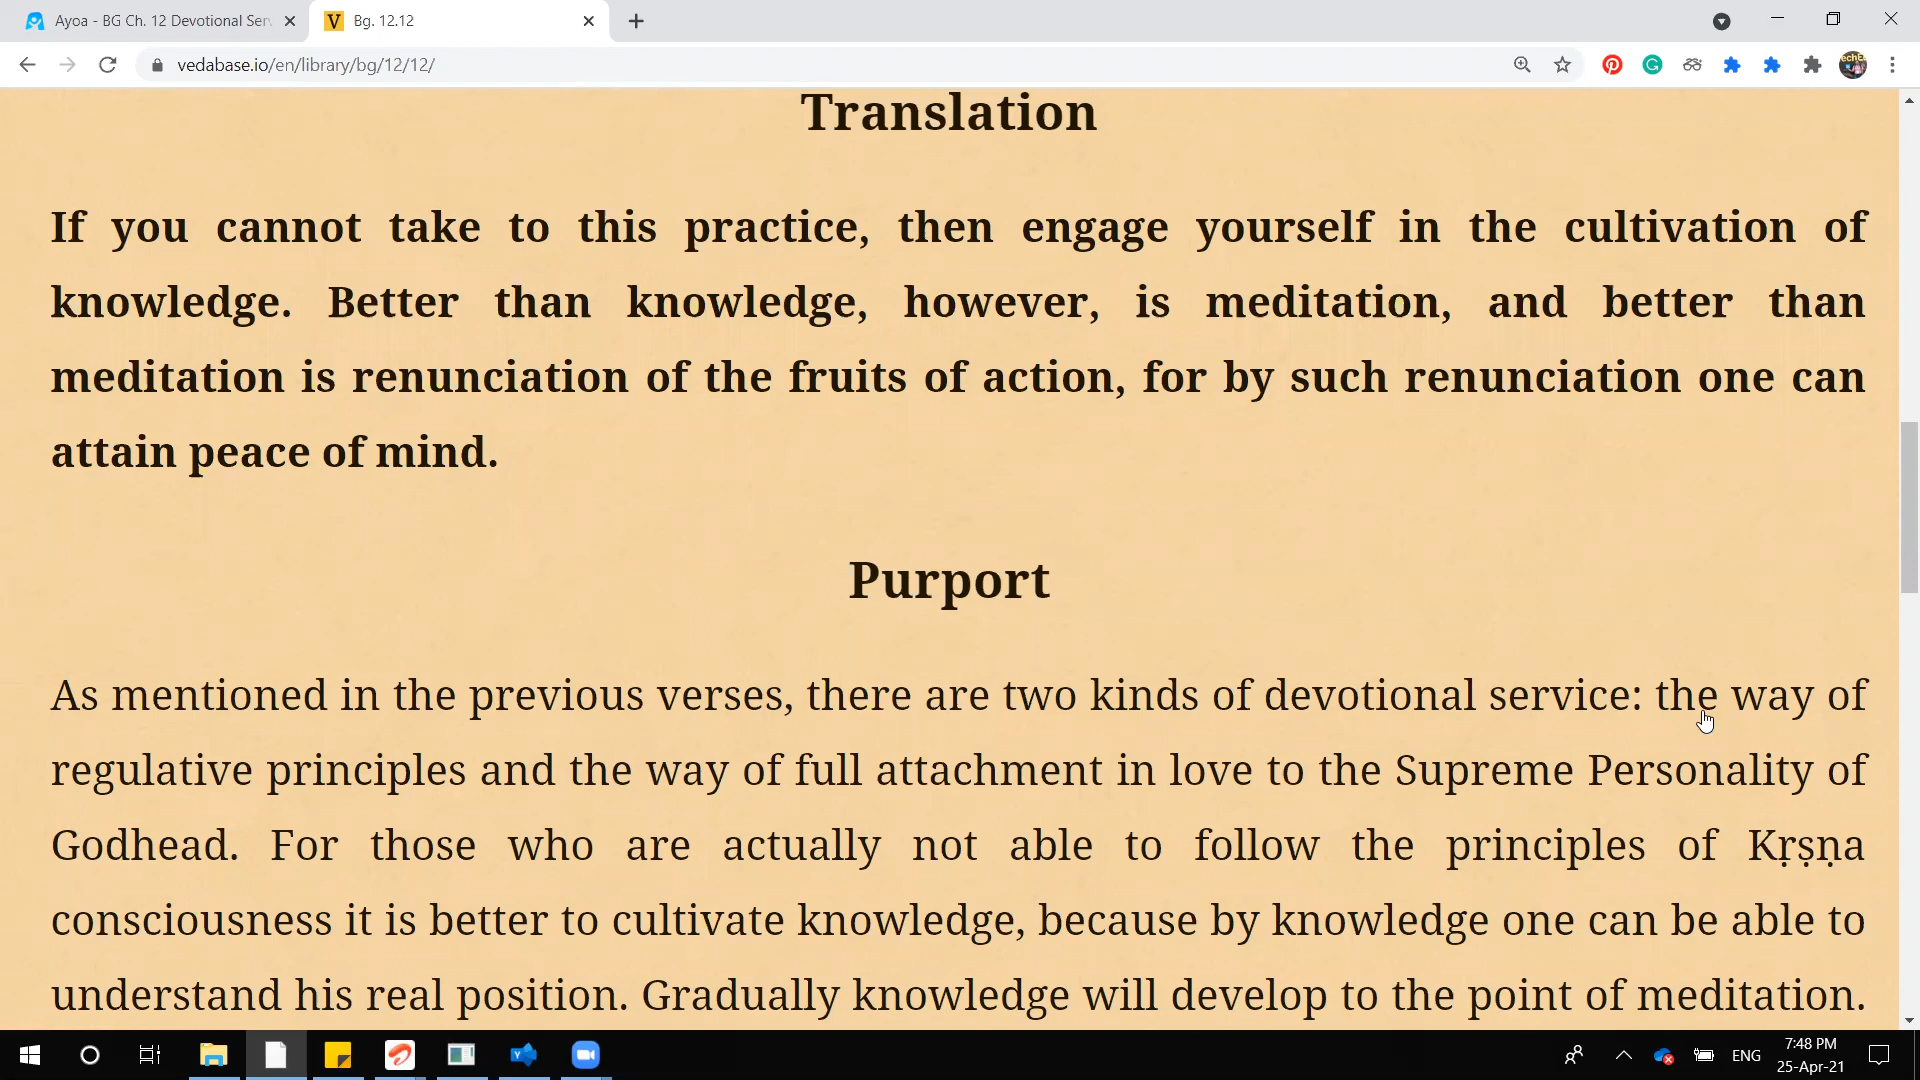 Ayoa - BG Ch. 12 Devotional Ser
Bg. 12.12
vedabase.io/en/library/bg/12/12/
Translation
If you cannot take to this practice, then engage yourself in the cultivation of
knowledge. Better than knowledge, however, is meditation, and better than
meditation is renunciation of the fruits of action, for by such renunciation one can
attain peace of mind.
Purport
As mentioned in the previous verses, there are two kinds of devotional service: the way of
regulative principles and the way of full attachment in love to the Supreme Personality of
Godhead. For those who are actually not able to follow the principles of Kṛṣṇa
consciousness it is better to cultivate knowledge, because by knowledge one can be able to
understand his real position. Gradually knowledge will develop to the point of meditation.
ENG
7:48 PM
25-Apr-21